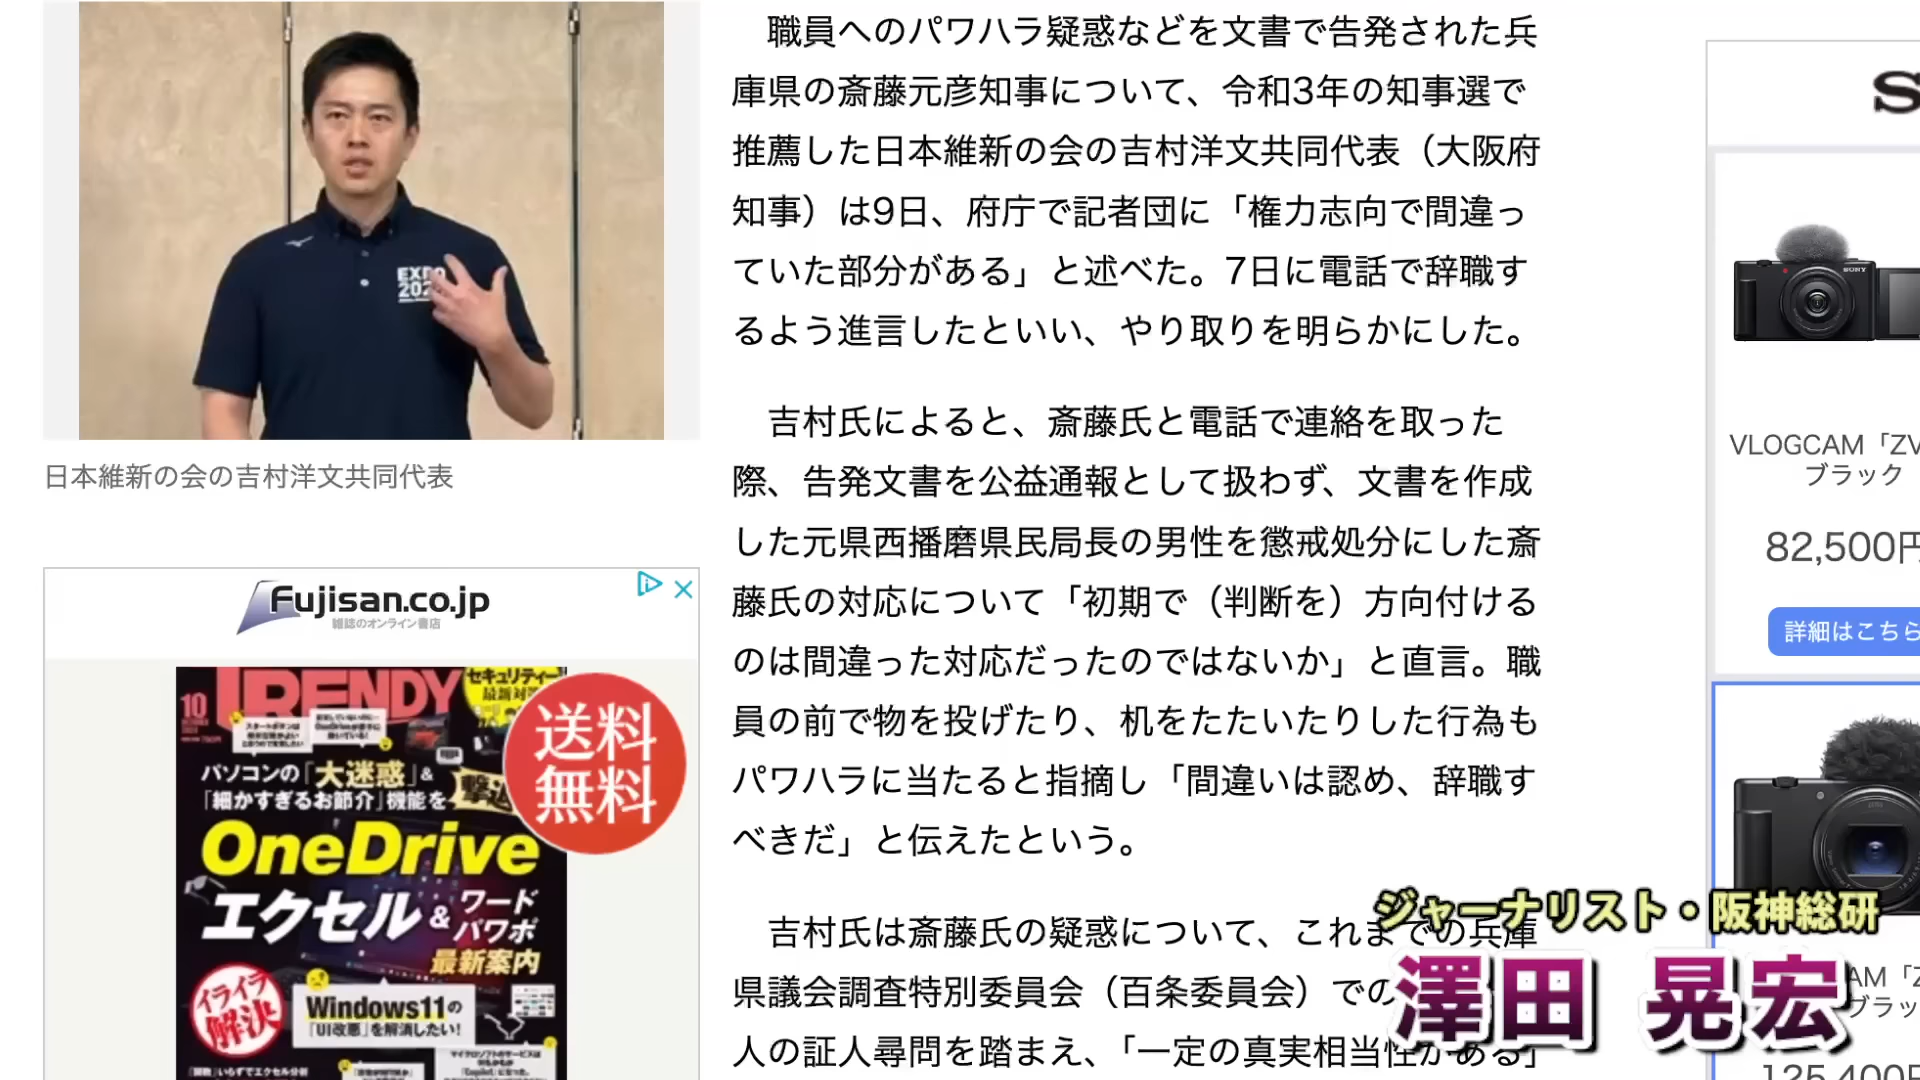 職員へのパワハラ疑惑などを文書で告発された兵
庫県の斎藤元彦知事について、令和3年の知事選で
推薦した日本維新の会の吉村洋文共同代表（大阪府
知事）は9日、府庁で記者団に「権力志向で間違っ
ていた部分がある」と述べた。7日に電話で辞職す
るよう進言したといい、やり取りを明らかにした。
吉村氏によると、斎藤氏と電話で連絡を取った
際、告発文書を公益通報として扱わず、文書を作成
した元県西播磨県民局長の男性を懲戒処分にした斎
藤氏の対応について「初期で（判断を）方向付ける
のは間違った対応だったのではないか」と直言。職
員の前で物を投げたり、机をたたいたりした行為も
パワハラに当たると指摘し「間違いは認め、辞職す
べきだ」と伝えたという。
吉村氏は斎藤氏の疑惑について、これまでの兵庫
県議会調査特別委員会（百条委員会）での
人の証人尋問を踏まえ、「一定の真実相当性がある」
日本維新の会の吉村洋文共同代表
Fujisan.co.jp
雑誌のオンライン書店
送料
無料
10
TRENDY
セキュリティー
パソコンの「大迷惑」&
「細かすぎるお節介」機能を
OneDrive
エクセル&ワード
パワポ
最新案内
イライラ
解決
Windows11の
「UI改悪」を解消したい!
SONY
VLOGCAM「ZV
ブラック
82,500円
詳細はこちら
ジャーナリスト・阪神総研
澤田 晃宏
AM「Z
ブラッ
125,400円